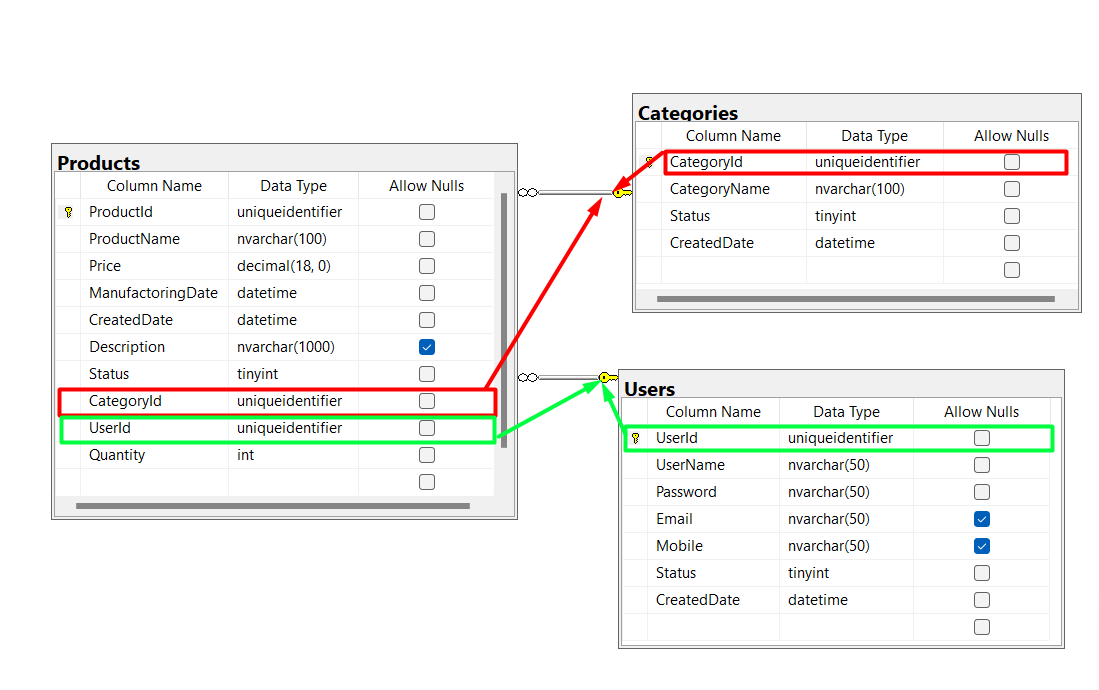 Products
Column Name Data Type Allow Nulls
ProductId uniqueidentifier
ProductName nvarchar(100)
Price decimal(18, 0)
ManufactoringDate datetime
CreatedDate datetime
Description nvarchar(1000)
Status tinyint
CategoryId uniqueidentifier
UserId uniqueidentifier
Quantity int
Categories
Column Name Data Type Allow Nulls
CategoryId uniqueidentifier
CategoryName nvarchar(100)
Status tinyint
CreatedDate datetime
Users
Column Name Data Type Allow Nulls
UserId uniqueidentifier
UserName nvarchar(50)
Password nvarchar(50)
Email nvarchar(50)
Mobile nvarchar(50)
Status tinyint
CreatedDate datetime